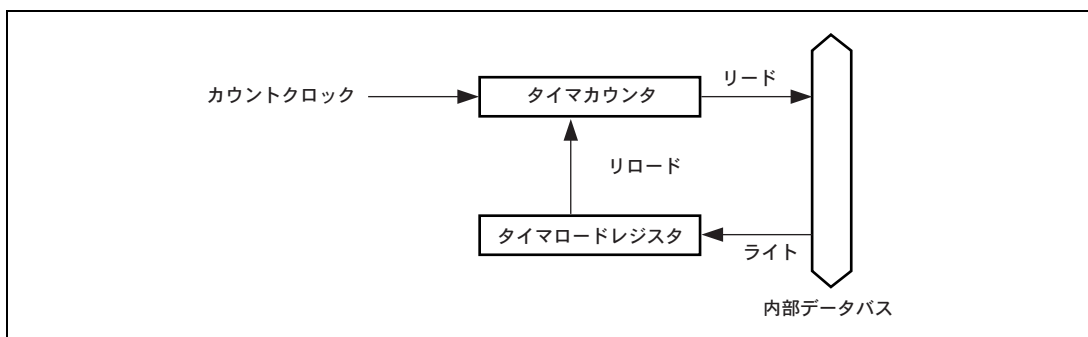 リード
カウントクロック
タイマカウンタ
リロード
タイマロードレジスタ
ライト
内部データバス